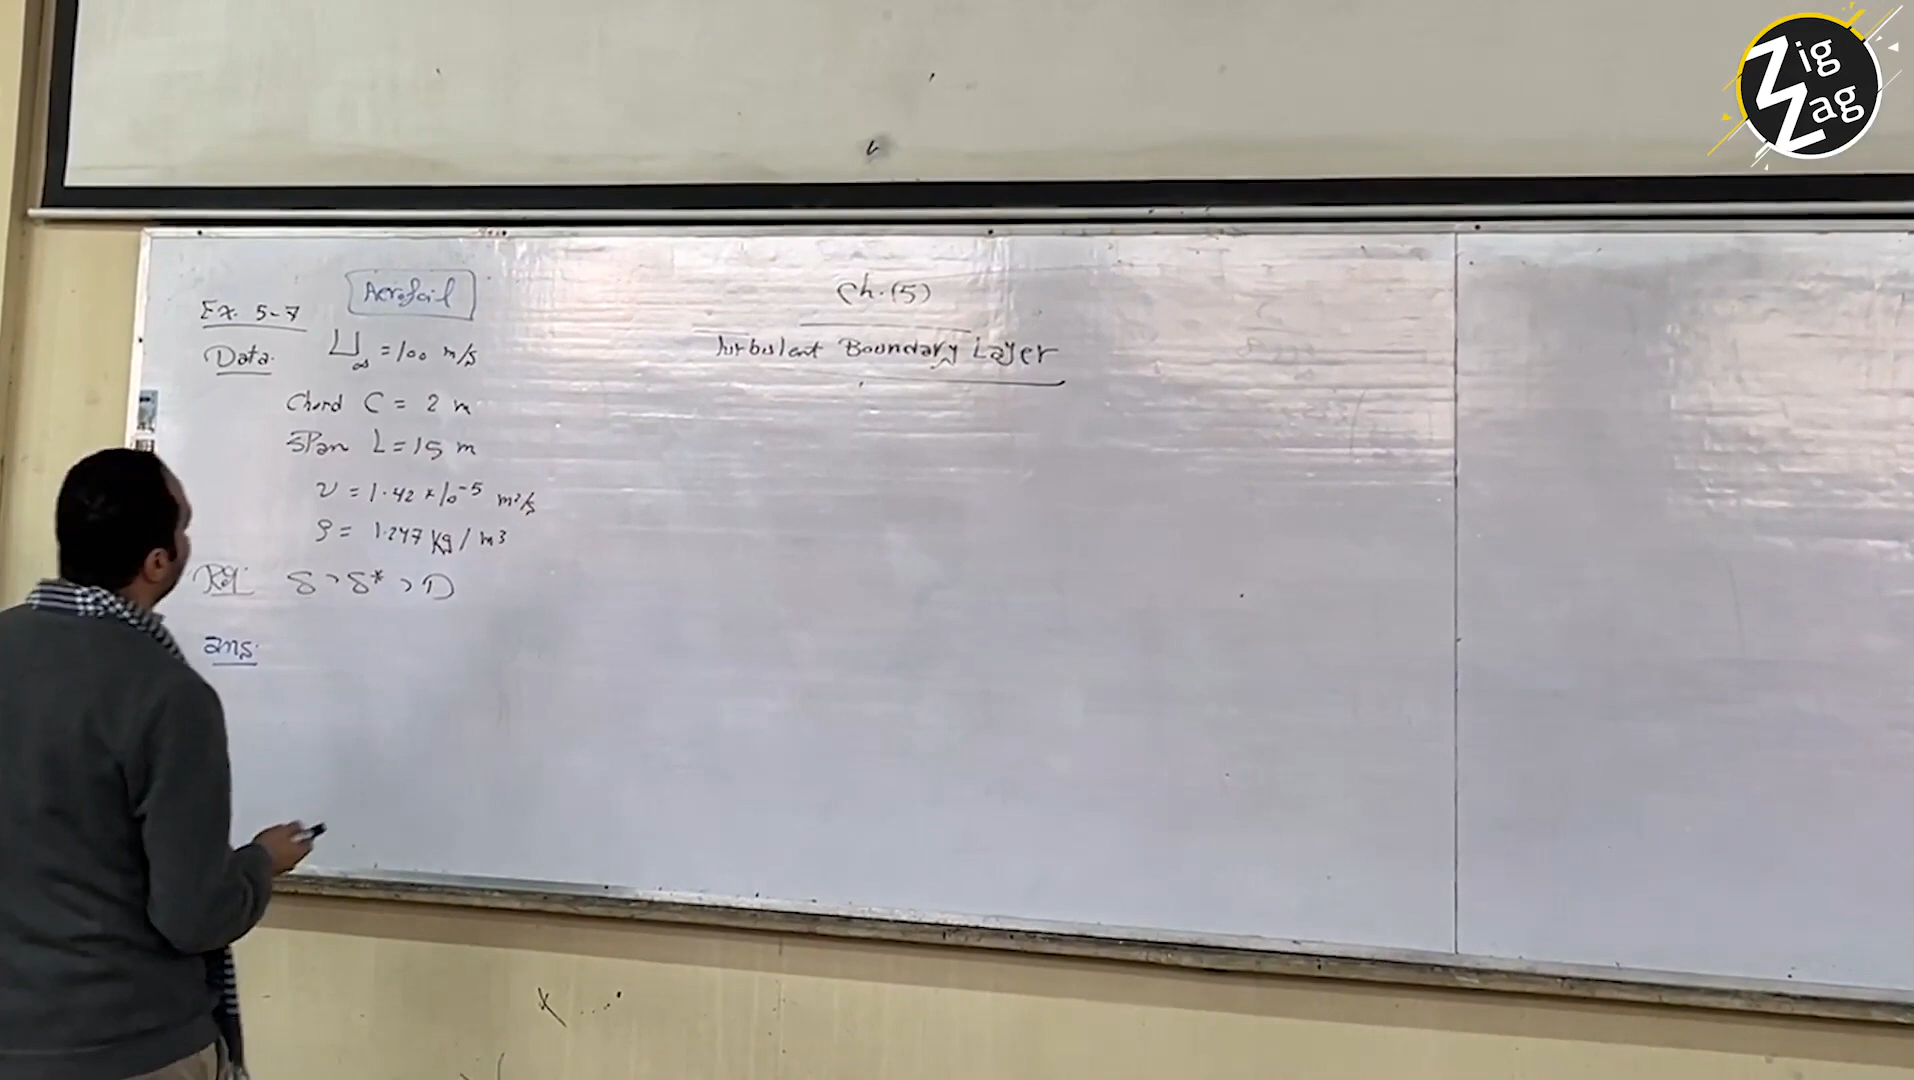 Zig
Zag
Ch.(5)
Turbulent Boundary Layer
Aerofoil
Ex. 5-7
Data: U∞ = 100 m/s
Chord C = 2 m
Span L = 15 m
ν = 1.42 * 10^-5 m²/s
ρ = 1.247 kg/m3
Req: δ, δ*, D
ans.